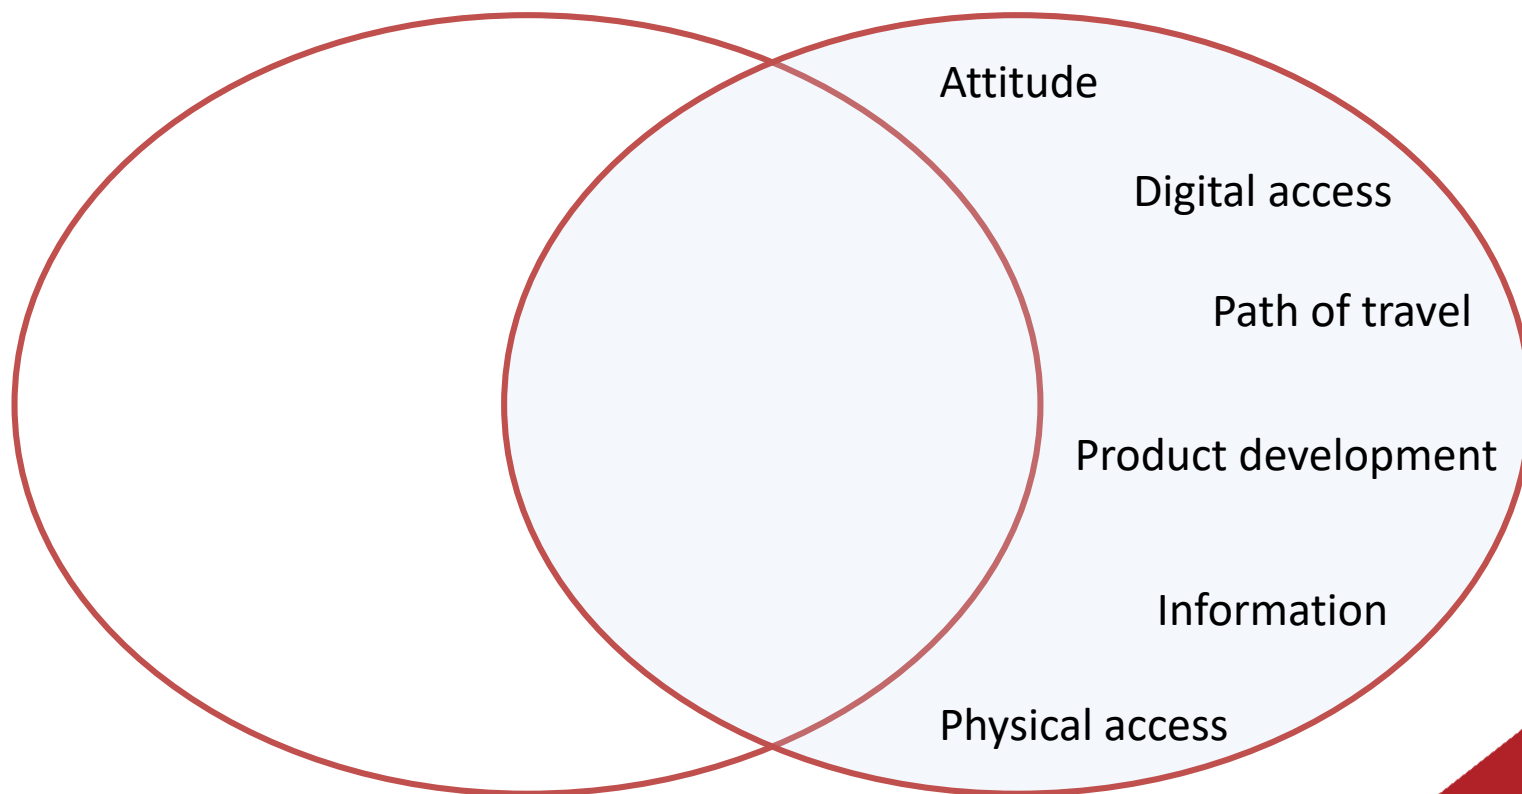 Attitude
Digital access
Path of travel
Product development
Information
Physical access